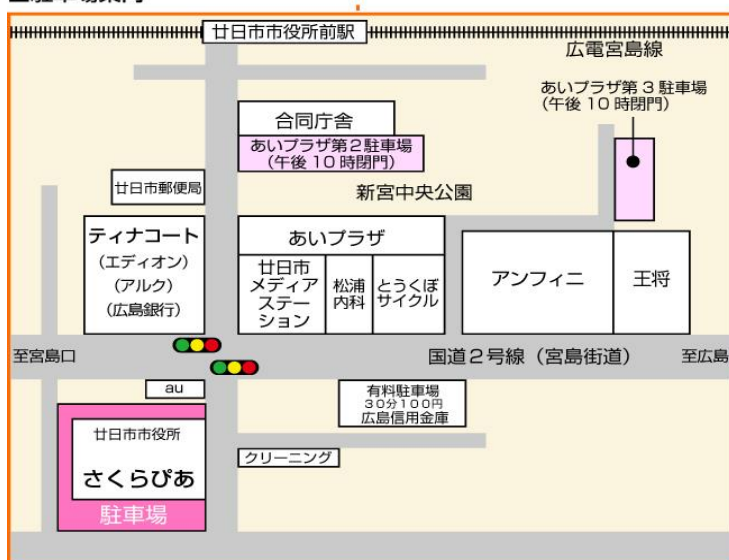 廿日市市役所前駅
広電宮島線
あいプラザ第3駐車場
(午後10時閉門)
合同庁舎
あいプラザ第2駐車場
(午後10時閉門)
廿日市郵便局
新宮中央公園
ティナコート
(エディオン)
(アルク)
(広島銀行)
あいプラザ
廿日市
メディア
ステー
ション
松浦
内科
とうくぼ
サイクル
アンフィニ
王将
至宮島口
国道2号線(宮島街道)
至広島
au
有料駐車場
30分100円
広島信用金庫
廿日市市役所
さくらぴあ
駐車場
クリーニング